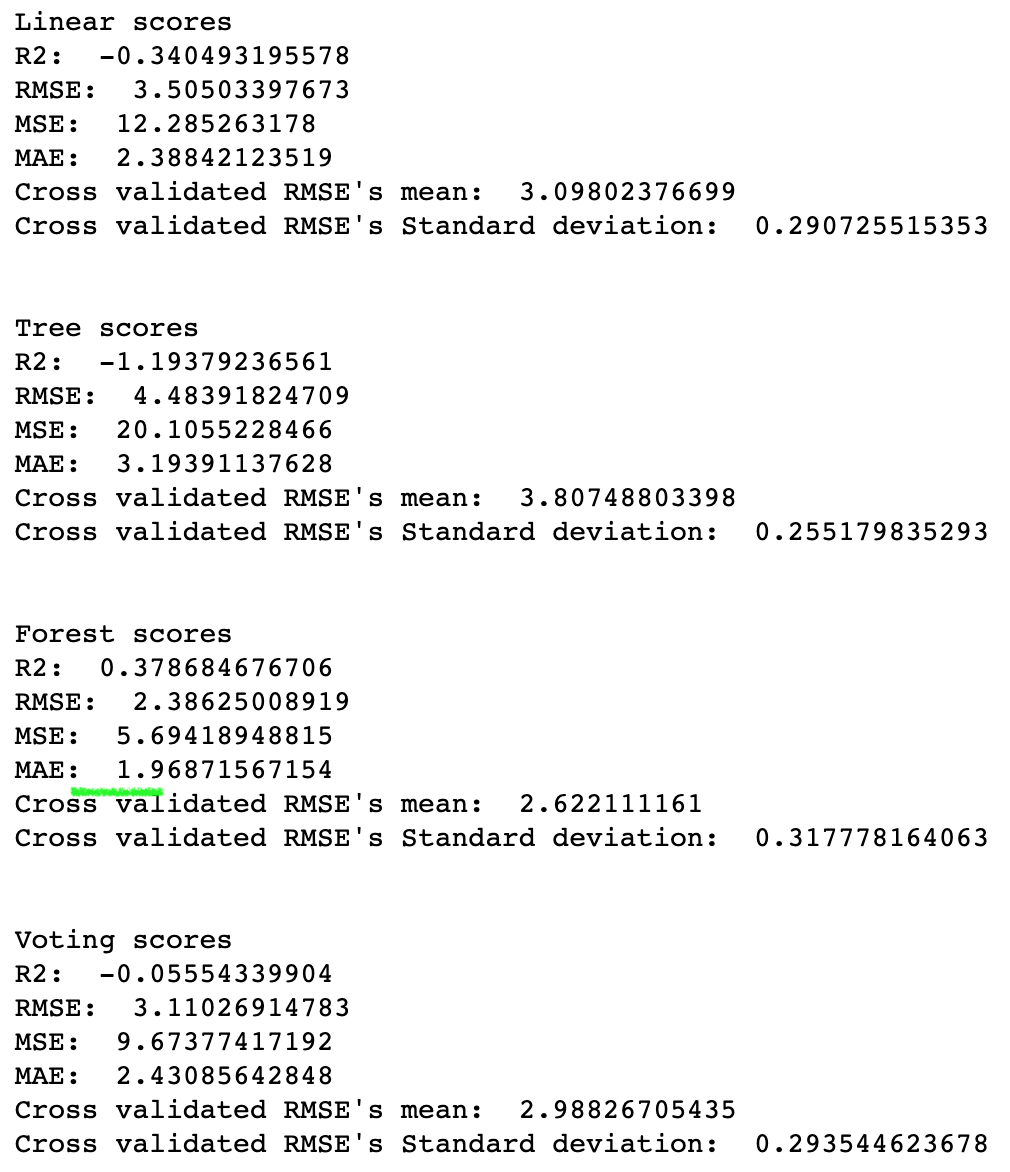 Linear scores
R2:  -0.340493195578
RMSE:  3.50503397673
MSE:  12.285263178
MAE:  2.38842123519
Cross validated RMSE's mean:  3.09802376699
Cross validated RMSE's Standard deviation:  0.290725515353
Tree scores
R2:  -1.19379236561
RMSE:  4.48391824709
MSE:  20.1055228466
MAE:  3.19391137628
Cross validated RMSE's mean:  3.80748803398
Cross validated RMSE's Standard deviation:  0.255179835293
Forest scores
R2:  0.378684676706
RMSE:  2.38625008919
MSE:  5.69418948815
MAE:  1.96871567154
Cross validated RMSE's mean:  2.622111161
Cross validated RMSE's Standard deviation:  0.317778164063
Voting scores
R2:  -0.05554339904
RMSE:  3.11026914783
MSE:  9.67377417192
MAE:  2.43085642848
Cross validated RMSE's mean:  2.98826705435
Cross validated RMSE's Standard deviation:  0.293544623678